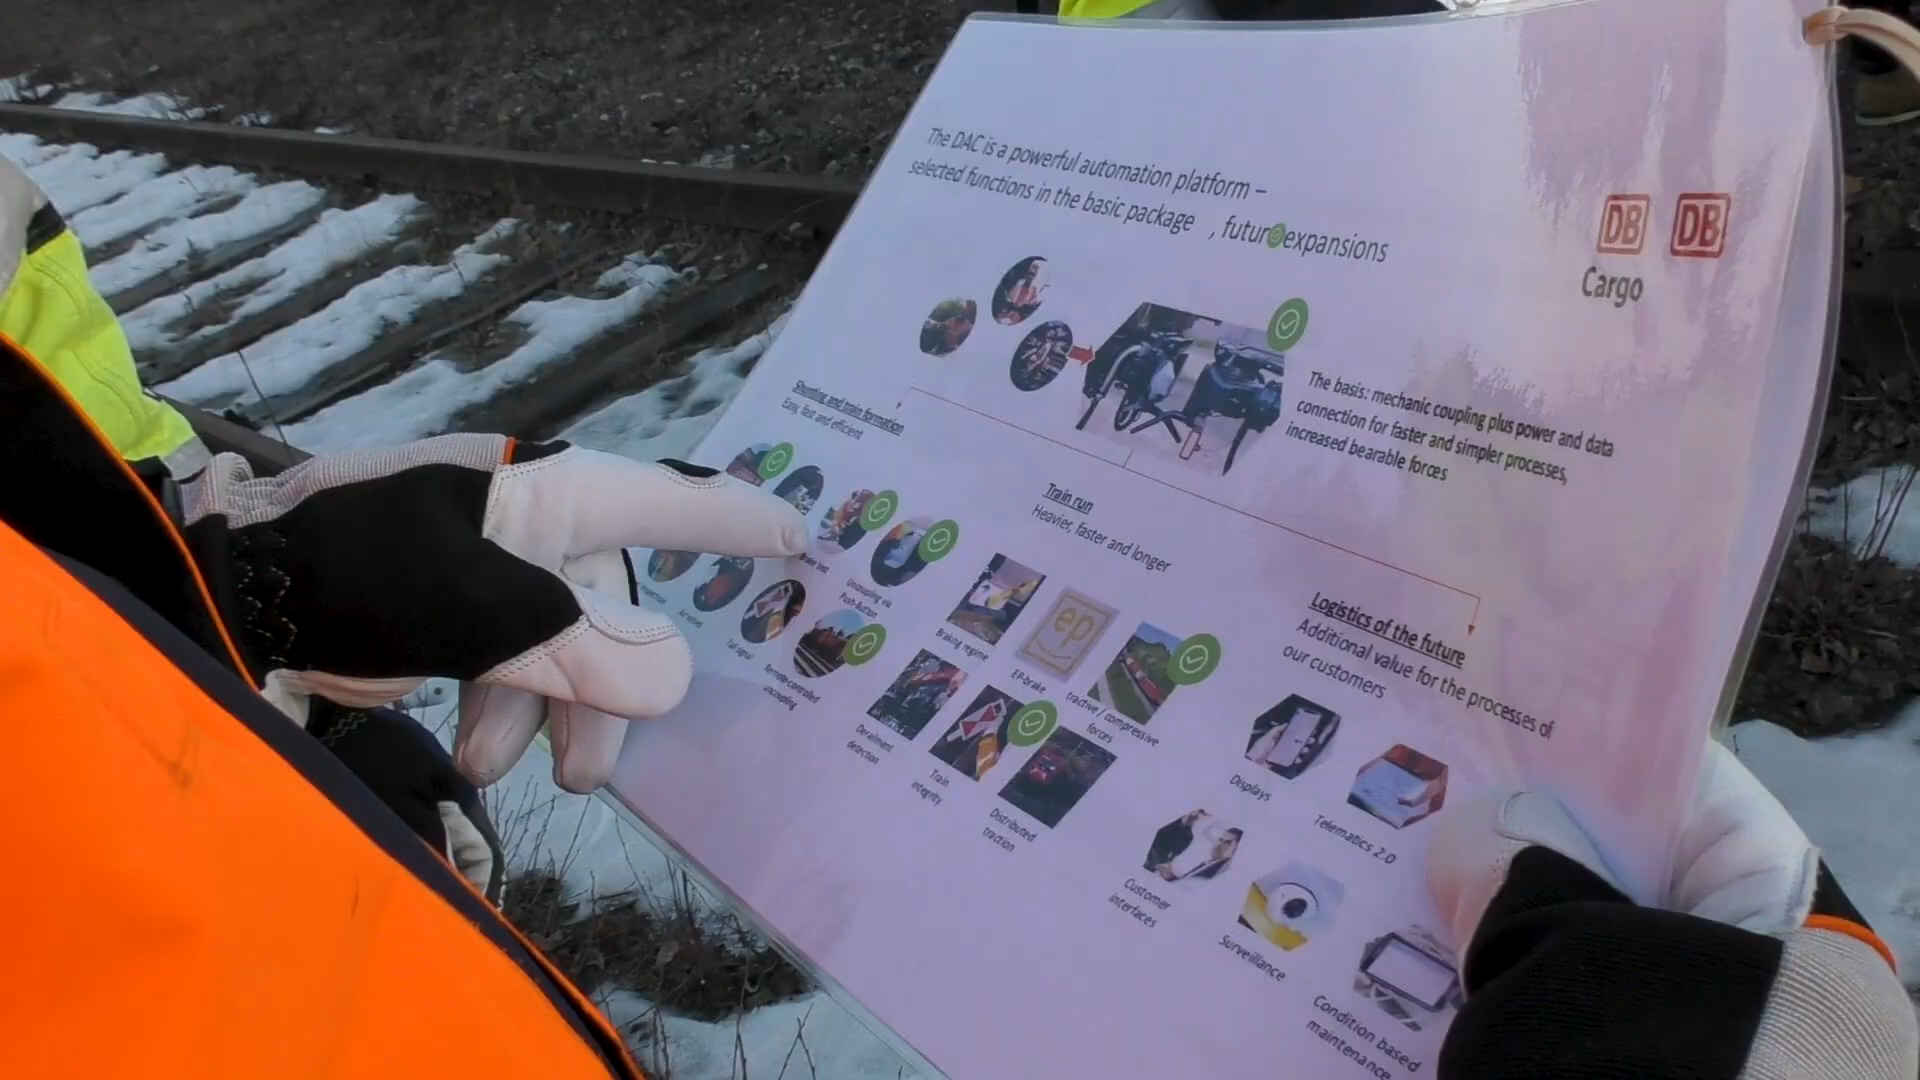 The DAC is a powerful automation platform –
selected functions in the basic package , future expansions
DB DB
Cargo
The basis: mechanic coupling plus power and data
connection for faster and simpler processes,
increased bearable forces
Shunting and train formation
Easy, fast and efficient
Brake test
Uncoupling via
Push-Button
Tail signal
Remote-controlled
uncoupling
Train run
Heavier, faster and longer
Braking regime
ep
EP-brake
tractive / compressive
forces
Derailment
detection
Train
integrity
Distributed
traction
Logistics of the future
Additional value for the processes of
our customers
Displays
Telematics 2.0
Customer
interfaces
Surveillance
Condition based
maintenance